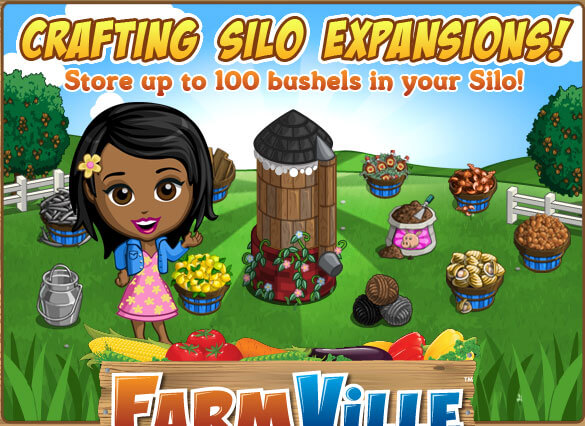 CRAFTING SILO EXPANSIONS!
Store up to 100 bushels in your Silo!
FARMVILLE